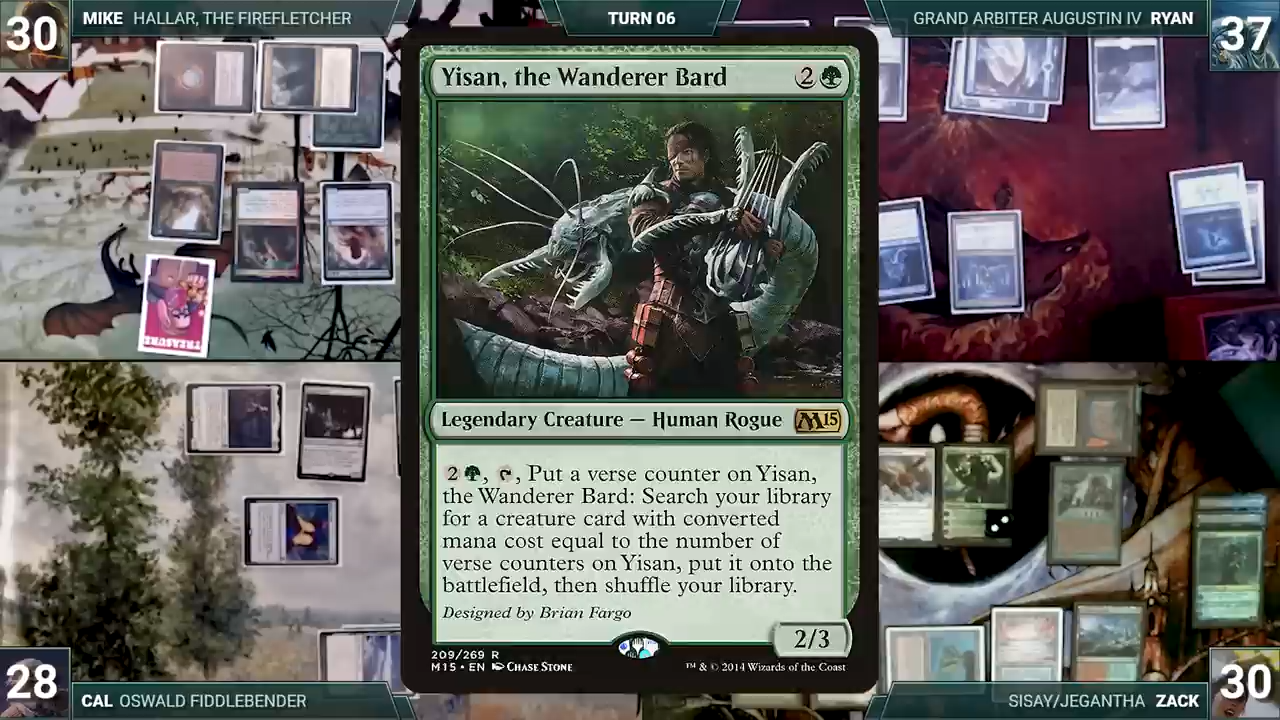 30
MIKE HALLAR, THE FIREFLETCHER
TURN 06
GRAND ARBITER AUGUSTIN IV RYAN
37
Yisan, the Wanderer Bard 2
Legendary Creature — Human Rogue M15
2 , , Put a verse counter on Yisan,
the Wanderer Bard: Search your library
for a creature card with converted
mana cost equal to the number of
verse counters on Yisan, put it onto the
battlefield, then shuffle your library.
Designed by Brian Fargo
2/3
209/269 R
M15 • EN CHASE STONE
™ & © 2014 Wizards of the Coast
TREASURE
28
CAL OSWALD FIDDLEBENDER
SISAY/JEGANTHA ZACK
30